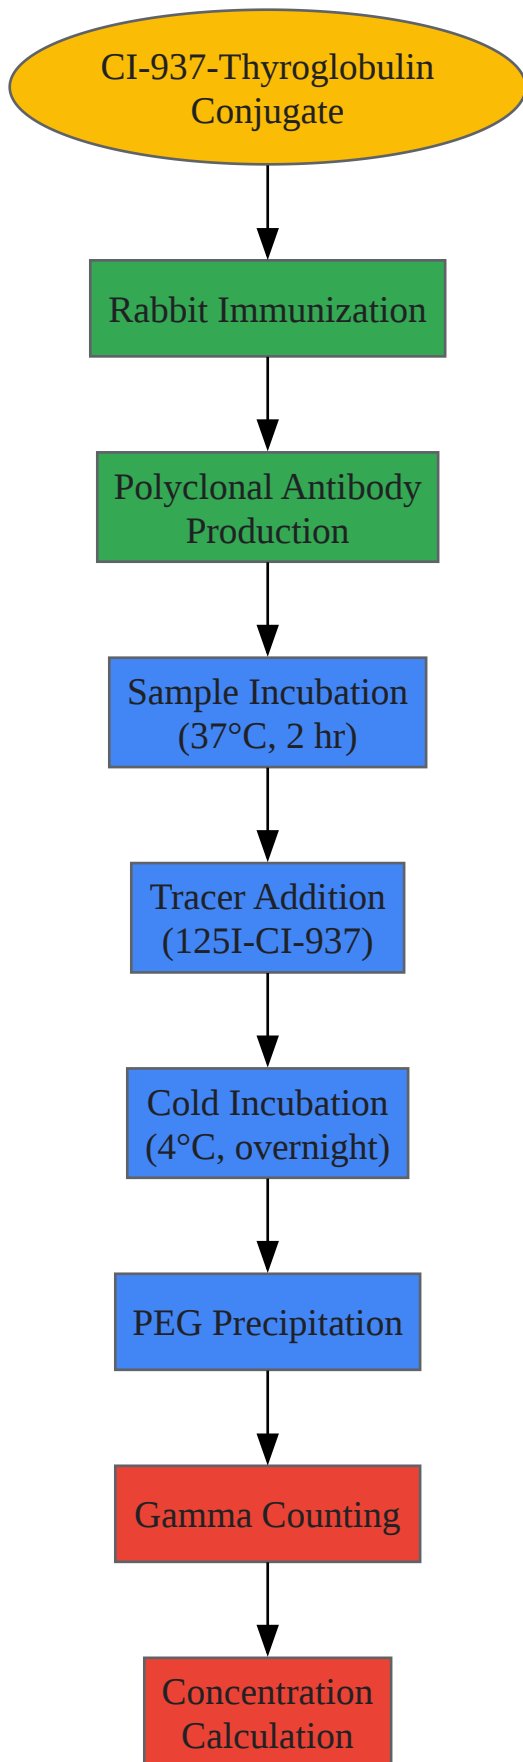 CI-937-Thyroglobulin
Conjugate
Rabbit Immunization
Polyclonal Antibody
Production
Sample Incubation
(37°C, 2 hr)
Tracer Addition
(125I-CI-937)
Cold Incubation
(4°C, overnight)
PEG Precipitation
Gamma Counting
Concentration
Calculation